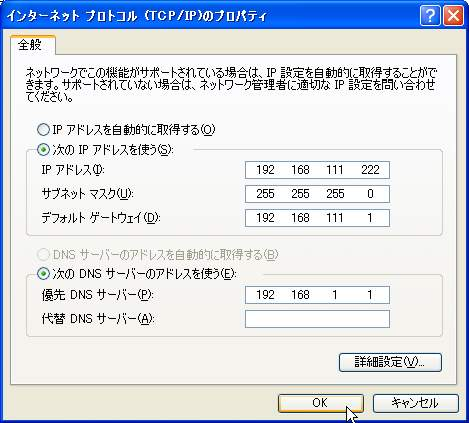 インターネット プロトコル (TCP/IP)のプロパティ
全般
ネットワークでこの機能がサポートされている場合は、IP 設定を自動的に取得することがで
きます。サポートされていない場合は、ネットワーク管理者に適切な IP 設定を問い合わせ
てください。
IP アドレスを自動的に取得する(O)
次の IP アドレスを使う(S):
IP アドレス(I): 192 168 111 222
サブネット マスク(U): 255 255 255 0
デフォルト ゲートウェイ(D): 192 168 111 1
DNS サーバーのアドレスを自動的に取得する(B)
次の DNS サーバーのアドレスを使う(E):
優先 DNS サーバー(P): 192 168 1 1
代替 DNS サーバー(A):
詳細設定(V)...
OK キャンセル